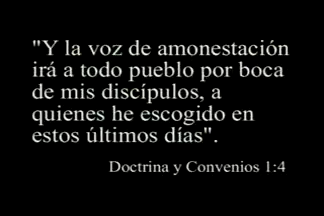 "Y la voz de amonestación
irá a todo pueblo por boca
de mis discípulos, a
quienes he escogido en
estos últimos días".
Doctrina y Convenios 1:4